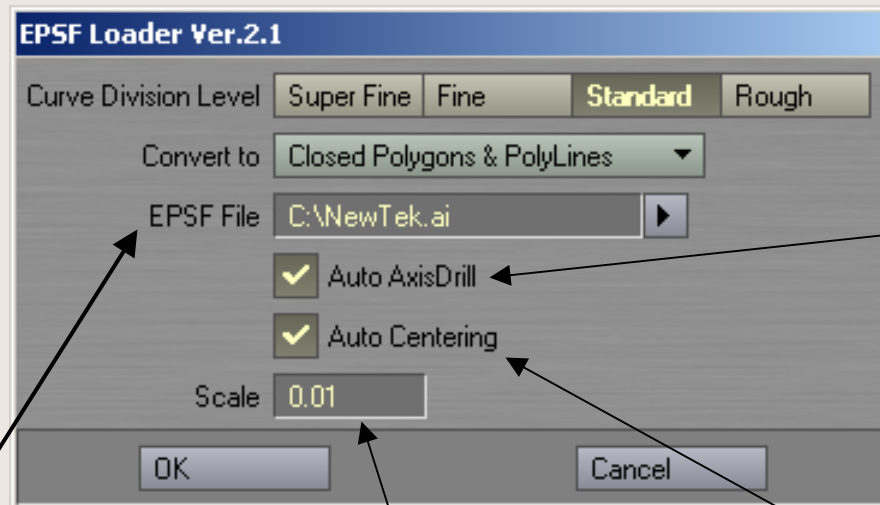 EPSF Loader Ver.2.1
Curve Division Level Super Fine Fine Standard Rough
Convert to Closed Polygons & PolyLines
EPSF File C:\NewTek.ai
Auto AxisDrill
Auto Centering
Scale 0.01
OK Cancel